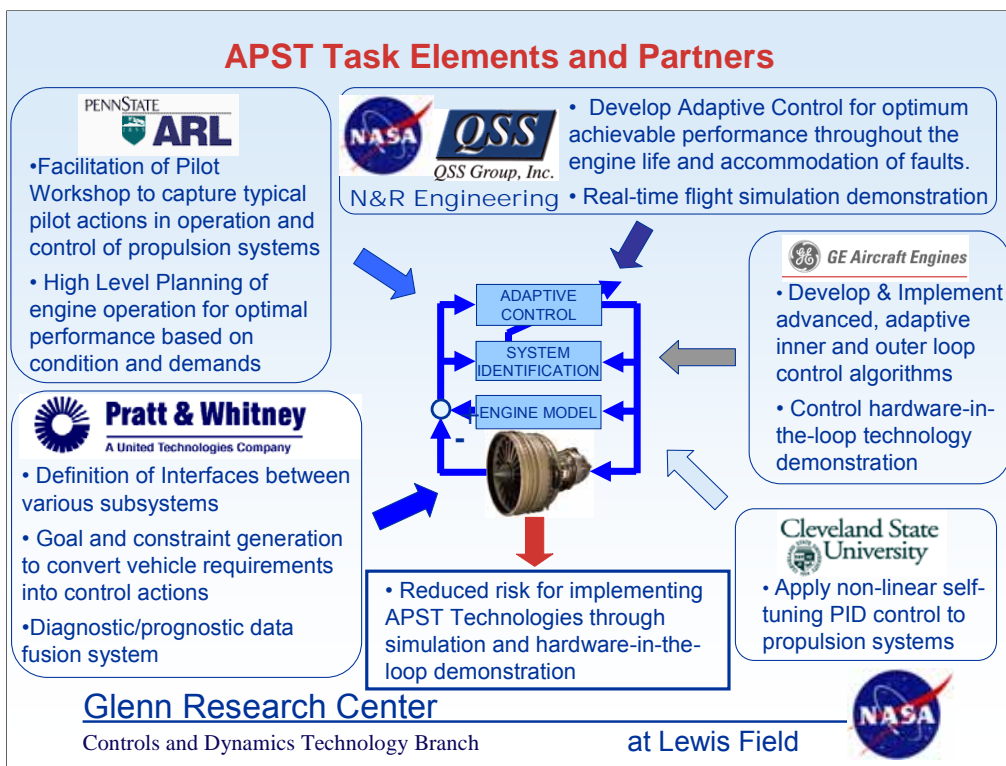 APST Task Elements and Partners
PENNSTATE
ARL
•Facilitation of Pilot
Workshop to capture typical
pilot actions in operation and
control of propulsion systems
• High Level Planning of
engine operation for optimal
performance based on
condition and demands
NASA
QSS
QSS Group, Inc.
N&R Engineering
• Develop Adaptive Control for optimum
achievable performance throughout the
engine life and accommodation of faults.
• Real-time flight simulation demonstration
GE Aircraft Engines
• Develop & Implement
advanced, adaptive
inner and outer loop
control algorithms
• Control hardware-in-
the-loop technology
demonstration
ADAPTIVE
CONTROL
SYSTEM
IDENTIFICATION
ENGINE MODEL
+
-
Pratt & Whitney
A United Technologies Company
• Definition of Interfaces between
various subsystems
• Goal and constraint generation
to convert vehicle requirements
into control actions
•Diagnostic/prognostic data
fusion system
• Reduced risk for implementing
APST Technologies through
simulation and hardware-in-the-
loop demonstration
Cleveland State
University
• Apply non-linear self-
tuning PID control to
propulsion systems
Glenn Research Center
Controls and Dynamics Technology Branch
at Lewis Field
NASA